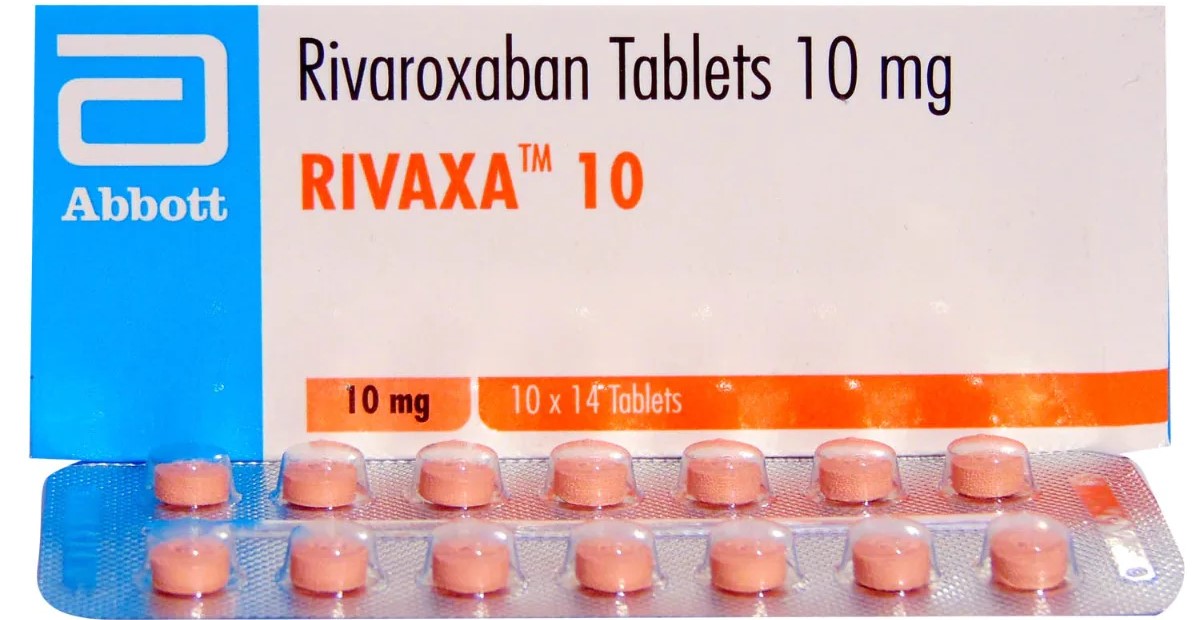 Rivaroxaban Tablets 10 mg
RIVAXA™ 10
Abbott
10 mg
10 x 14 Tablets